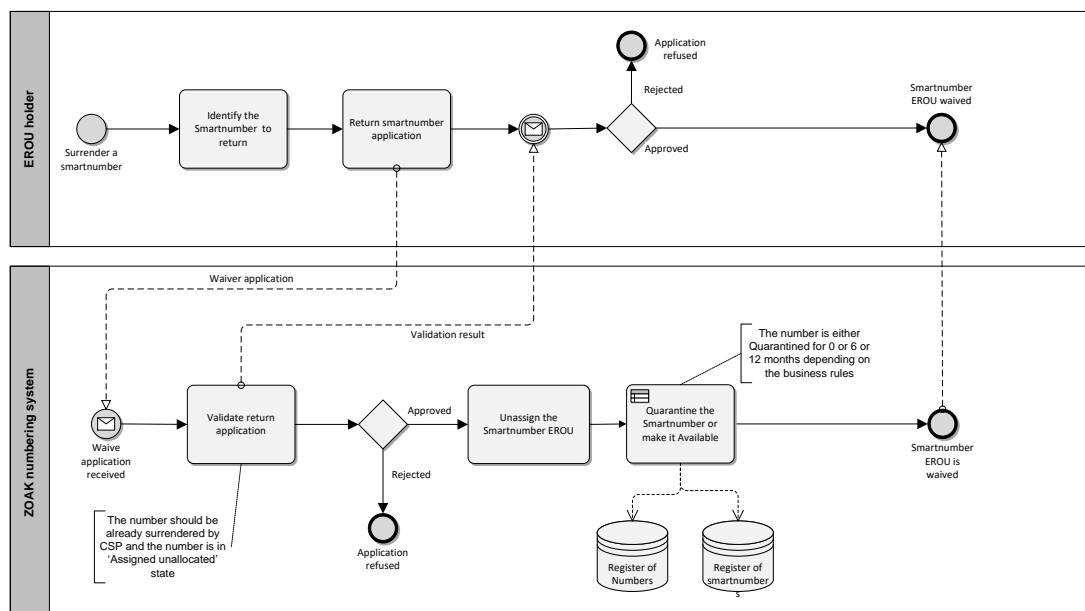 EROU holder
Surrender a
smartnumber
Identify the
Smartnumber to
return
Return smartnumber
application
Application
refused
Rejected
Approved
Smartnumber
EROU waived
ZOAK numbering system
Waiver application
Validation result
Waive
application
received
Validate return
application
The number should be
already surrendered by
CSP and the number is in
‘Assigned unallocated’
state
Approved
Rejected
Application
refused
Unassign the
Smartnumber EROU
Quarantine the
Smartnumber or
make it Available
The number is either
Quarantined for 0 or 6 or
12 months depending on
the business rules
Register of
Numbers
Register of
smartnumber
s
Smartnumber
EROU is
waived